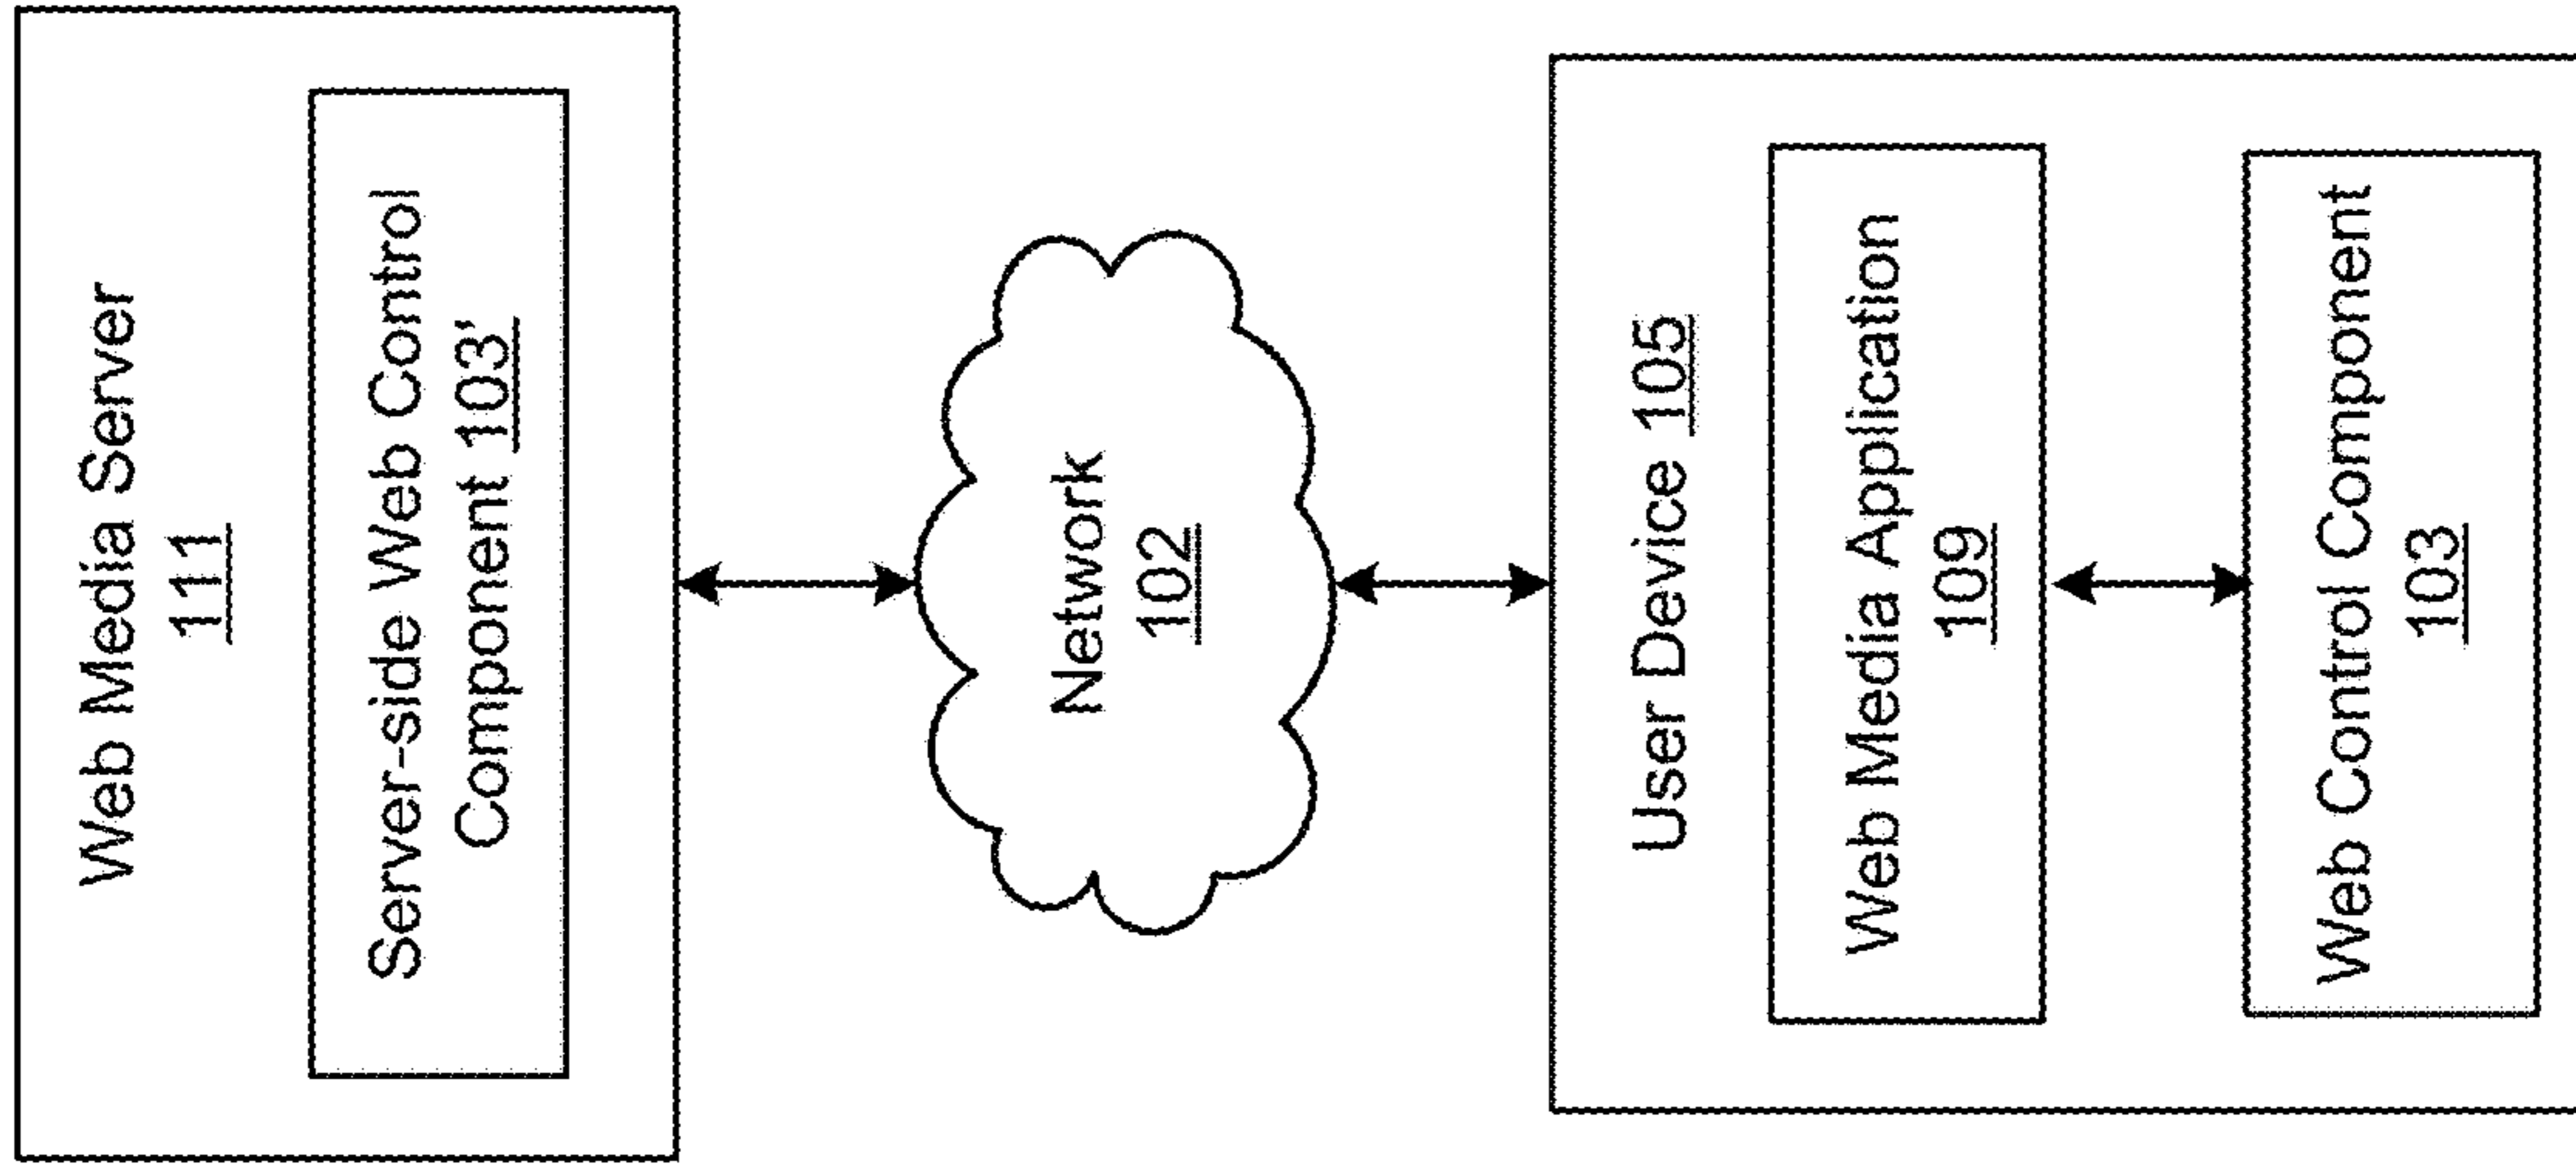 Web Media Server
111
Server-side Web Control
Component 103'
Network
102
User Device 105
Web Media Application
109
Web Control Component
103